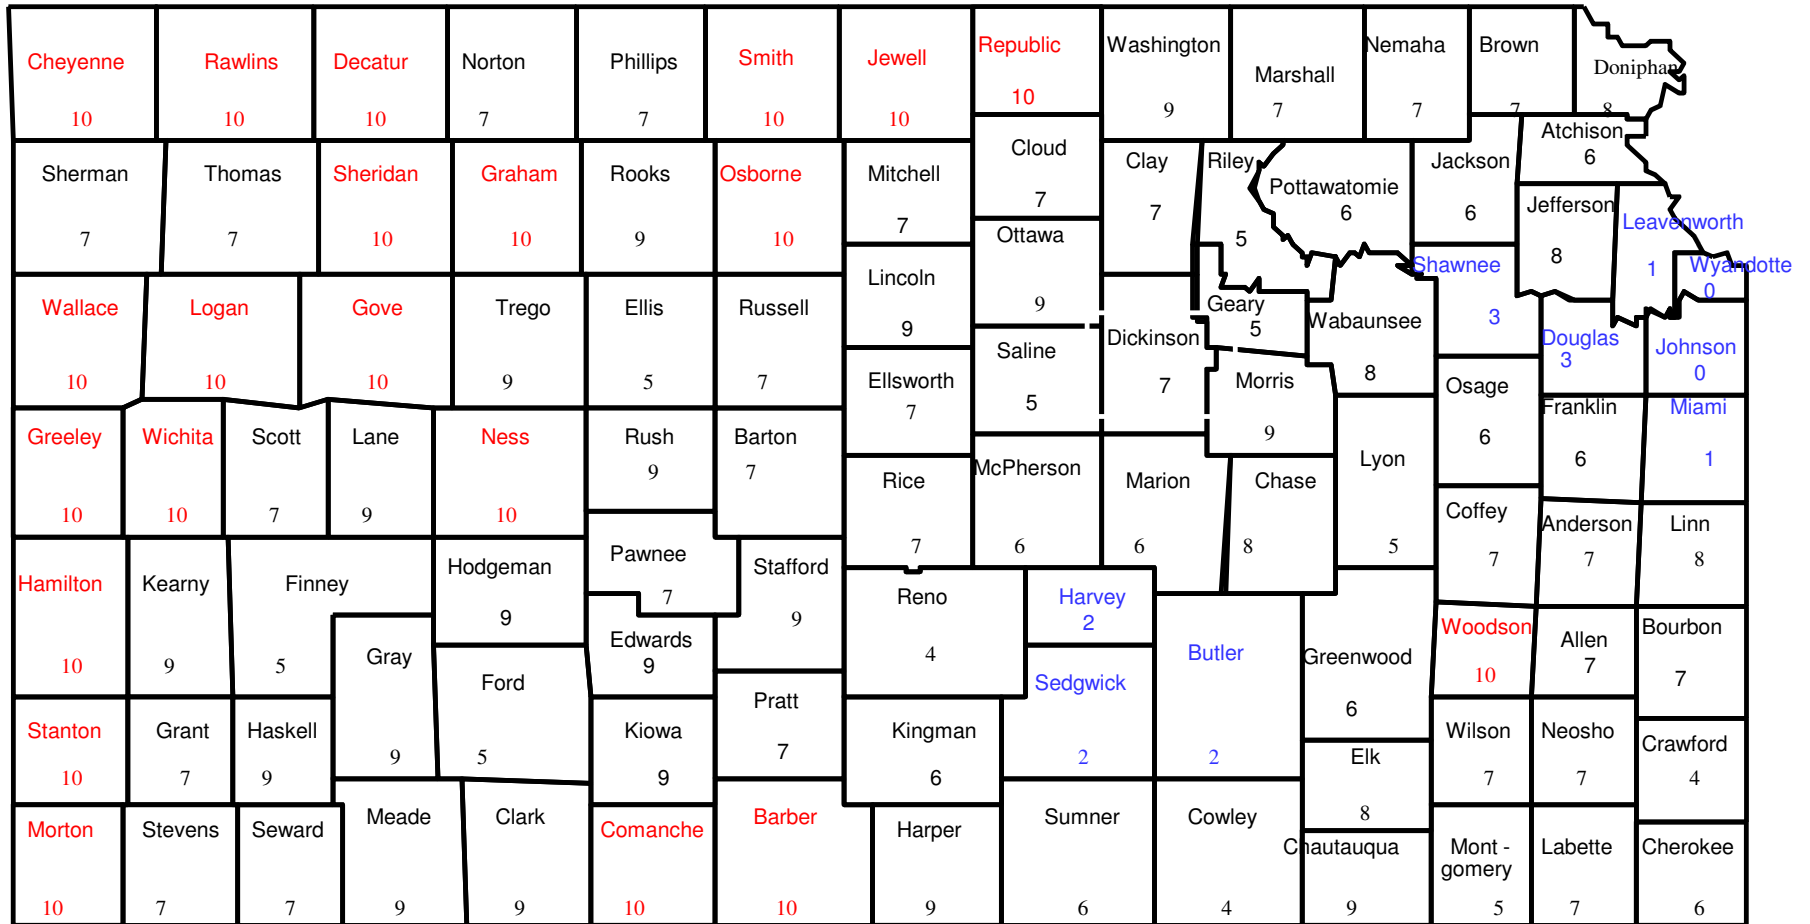 Cheyenne
10
Rawlins
10
Decatur
10
Norton
7
Phillips
7
Smith
10
Jewell
10
Republic
10
Washington
9
Marshall
7
Nemaha
7
Brown
7
Doniphan
8
Sherman
7
Thomas
7
Sheridan
10
Graham
10
Rooks
9
Osborne
10
Mitchell
7
Cloud
7
Clay
7
Riley
5
Pottawatomie
6
Jackson
6
Atchison
6
Jefferson
8
Leavenworth
1
Wyandotte
0
Wallace
10
Logan
10
Gove
10
Trego
9
Ellis
5
Russell
7
Lincoln
9
Ottawa
9
Saline
5
Dickinson
7
Geary
5
Wabaunsee
8
Shawnee
3
Douglas
3
Johnson
0
Ellsworth
7
Morris
9
Osage
6
Franklin
6
Miami
1
Greeley
10
Wichita
10
Scott
7
Lane
9
Ness
10
Rush
9
Barton
7
Rice
7
McPherson
6
Marion
6
Chase
8
Lyon
5
Coffey
7
Anderson
7
Linn
8
Hamilton
10
Kearny
9
Finney
5
Hodgeman
9
Pawnee
7
Stafford
9
Reno
4
Harvey
2
Butler
2
Greenwood
6
Woodson
10
Allen
7
Bourbon
7
Gray
9
Ford
5
Edwards
9
Pratt
7
Sedgwick
2
Stanton
10
Grant
7
Haskell
9
Kiowa
9
Kingman
6
Elk
8
Wilson
7
Neosho
7
Crawford
4
Morton
10
Stevens
7
Seward
7
Meade
9
Clark
9
Comanche
10
Barber
10
Harper
9
Sumner
6
Cowley
4
Chautauqua
9
Mont -
gomery
5
Labette
7
Cherokee
6